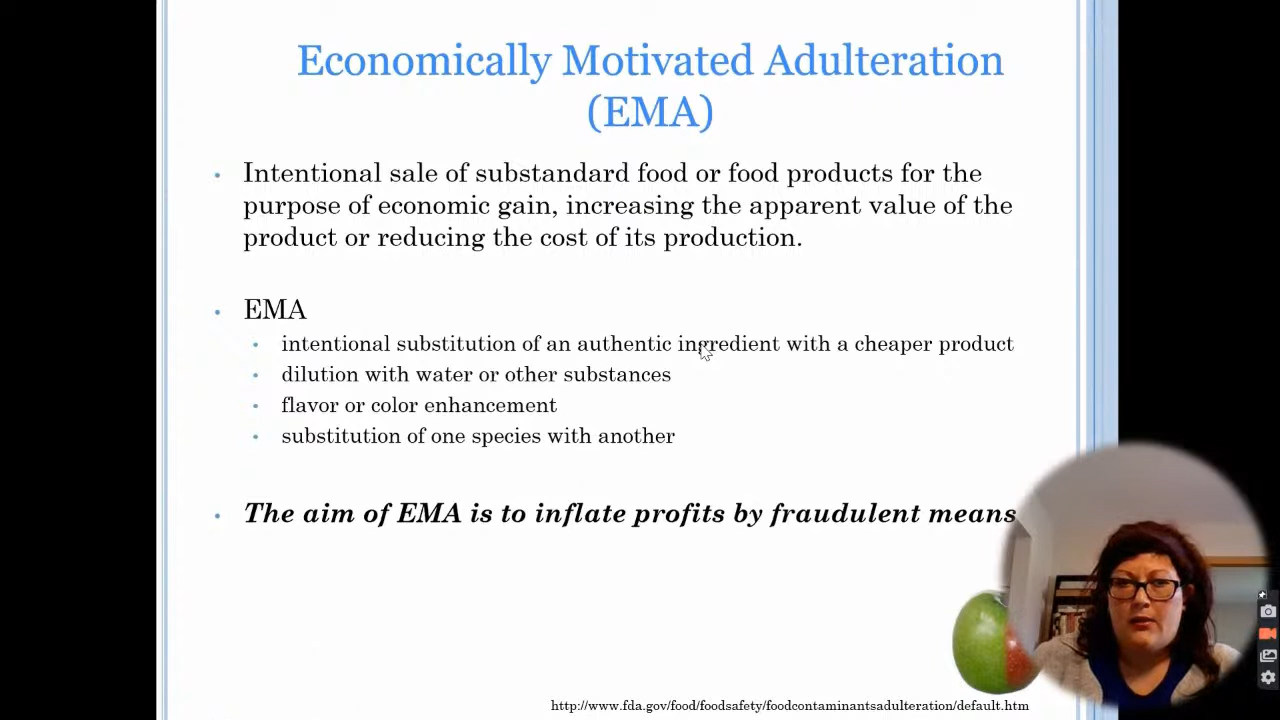 Economically Motivated Adulteration
(EMA)
• Intentional sale of substandard food or food products for the
purpose of economic gain, increasing the apparent value of the
product or reducing the cost of its production.
• EMA
• intentional substitution of an authentic ingredient with a cheaper product
• dilution with water or other substances
• flavor or color enhancement
• substitution of one species with another
• The aim of EMA is to inflate profits by fraudulent means
http://www.fda.gov/food/foodsafety/foodcontaminantsadulteration/default.htm